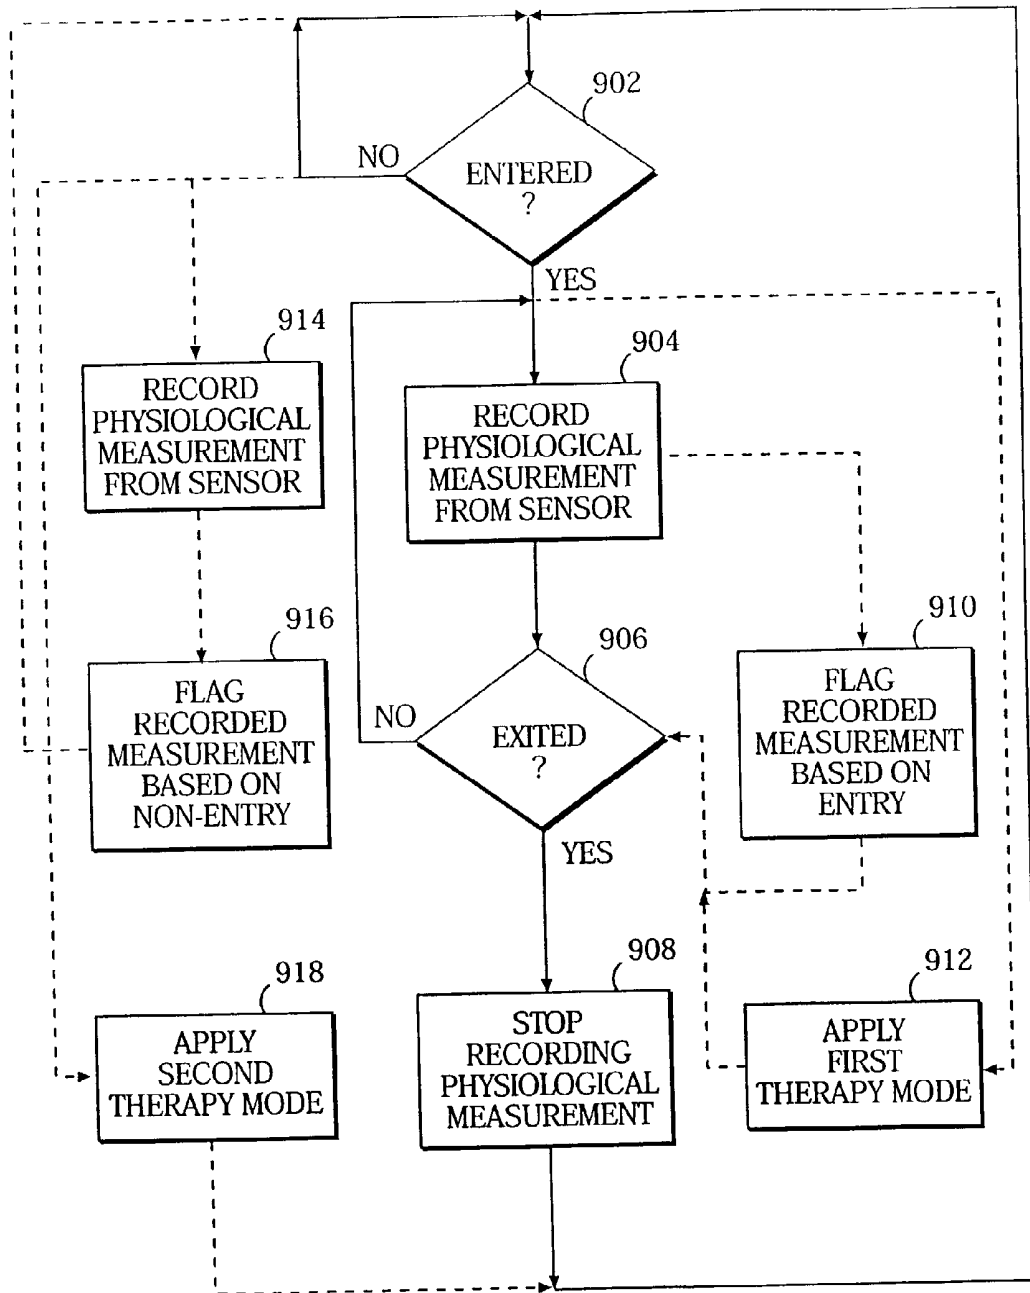 902
NO
ENTERED
?
YES
914
RECORD
PHYSIOLOGICAL
MEASUREMENT
FROM SENSOR
904
RECORD
PHYSIOLOGICAL
MEASUREMENT
FROM SENSOR
916
FLAG
RECORDED
MEASUREMENT
BASED ON
NON-ENTRY
906
NO
EXITED
?
YES
910
FLAG
RECORDED
MEASUREMENT
BASED ON
ENTRY
918
APPLY
SECOND
THERAPY MODE
908
STOP
RECORDING
PHYSIOLOGICAL
MEASUREMENT
912
APPLY
FIRST
THERAPY MODE